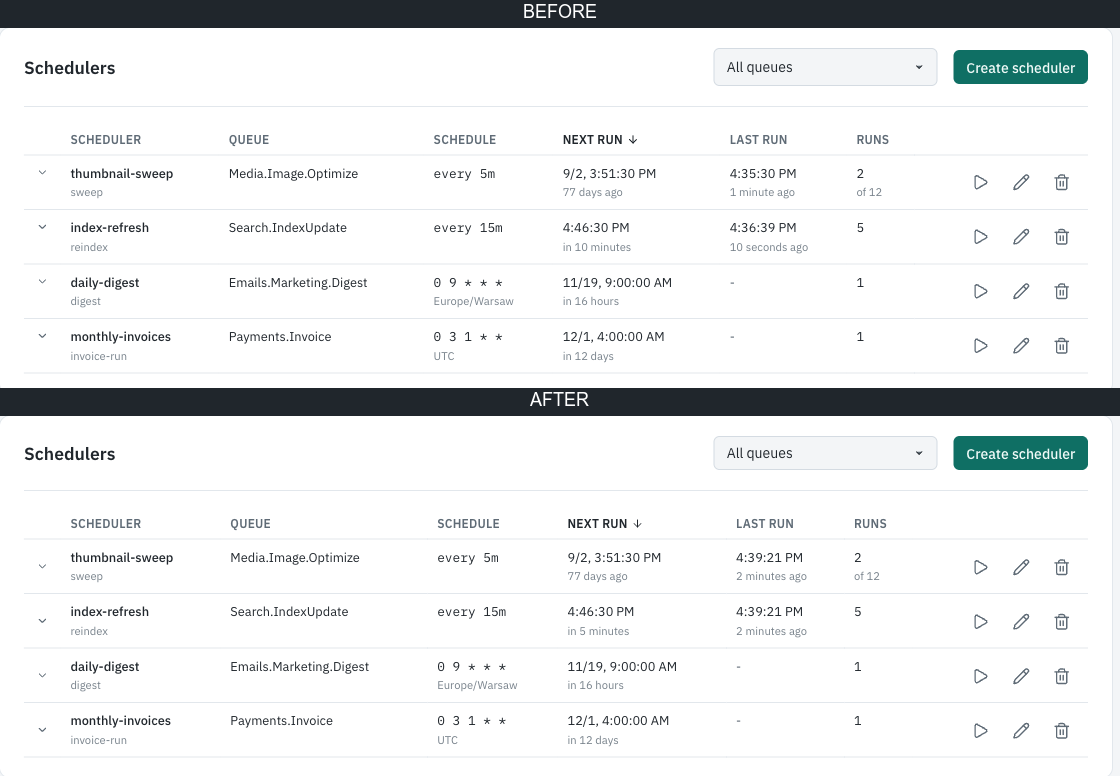 BEFORE
Schedulers
All queues
Create scheduler
SCHEDULER QUEUE SCHEDULE NEXT RUN ↓ LAST RUN RUNS
thumbnail-sweep Media.Image.Optimize every 5m 9/2, 3:51:30 PM 4:35:30 PM 2
sweep 77 days ago 1 minute ago of 12
index-refresh Search.IndexUpdate every 15m 4:46:30 PM 4:36:39 PM 5
reindex in 10 minutes 10 seconds ago
daily-digest Emails.Marketing.Digest 0 9 * * * 11/19, 9:00:00 AM - 1
digest Europe/Warsaw in 16 hours
monthly-invoices Payments.Invoice 0 3 1 * * 12/1, 4:00:00 AM - 1
invoice-run UTC in 12 days
AFTER
Schedulers
All queues
Create scheduler
SCHEDULER QUEUE SCHEDULE NEXT RUN ↓ LAST RUN RUNS
thumbnail-sweep Media.Image.Optimize every 5m 9/2, 3:51:30 PM 4:39:21 PM 2
sweep 77 days ago 2 minutes ago of 12
index-refresh Search.IndexUpdate every 15m 4:46:30 PM 4:39:21 PM 5
reindex in 5 minutes 2 minutes ago
daily-digest Emails.Marketing.Digest 0 9 * * * 11/19, 9:00:00 AM - 1
digest Europe/Warsaw in 16 hours
monthly-invoices Payments.Invoice 0 3 1 * * 12/1, 4:00:00 AM - 1
invoice-run UTC in 12 days